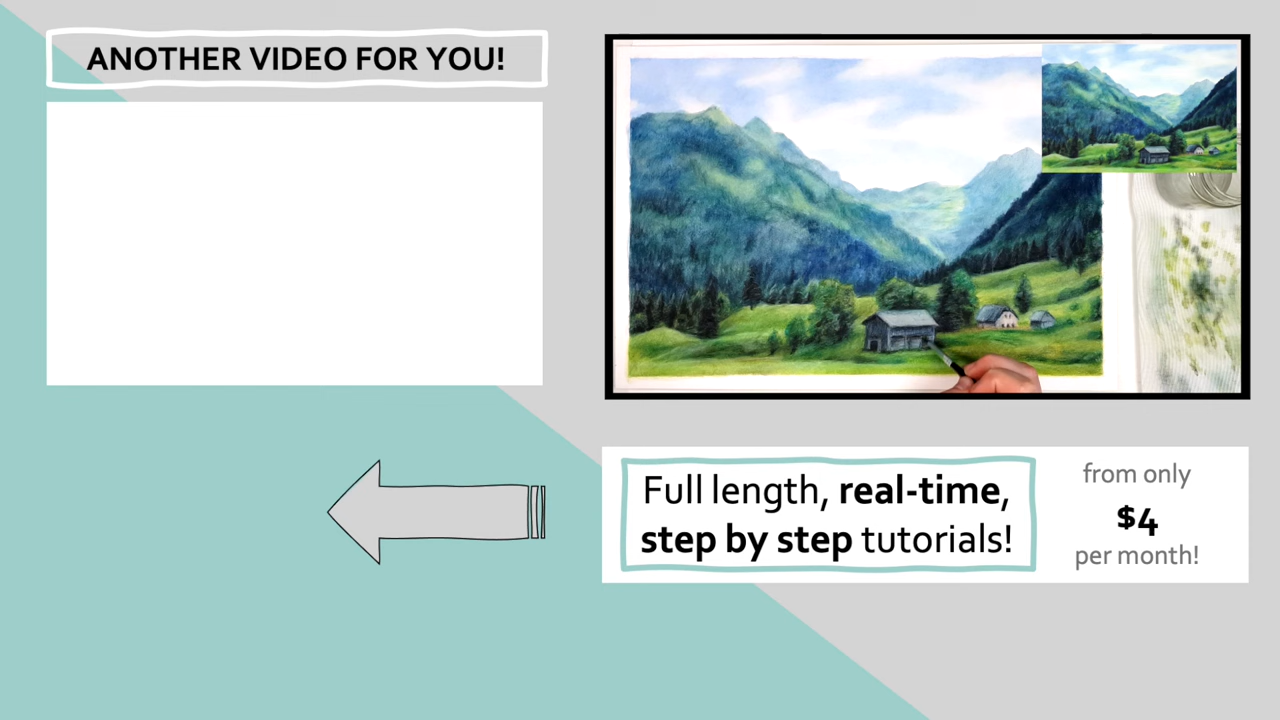 ANOTHER VIDEO FOR YOU!
Full length, real-time,
step by step tutorials!
from only
$4
per month!